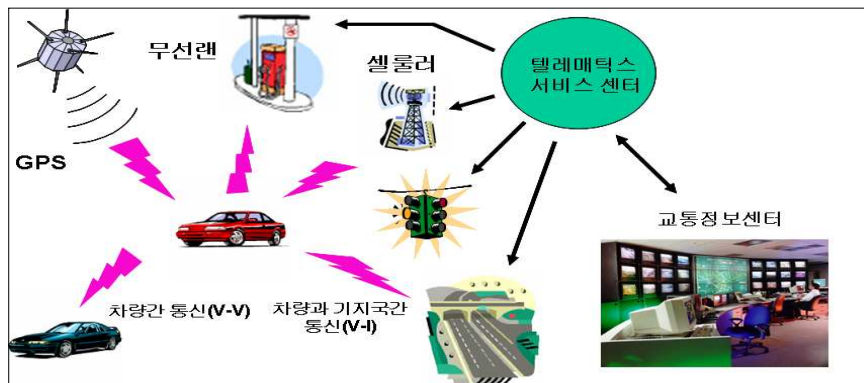 무선랜
셀룰러
텔레매틱스
서비스 센터
GPS
교통정보센터
차량간 통신(V-V)
차량과 기지국간
통신(V-I)